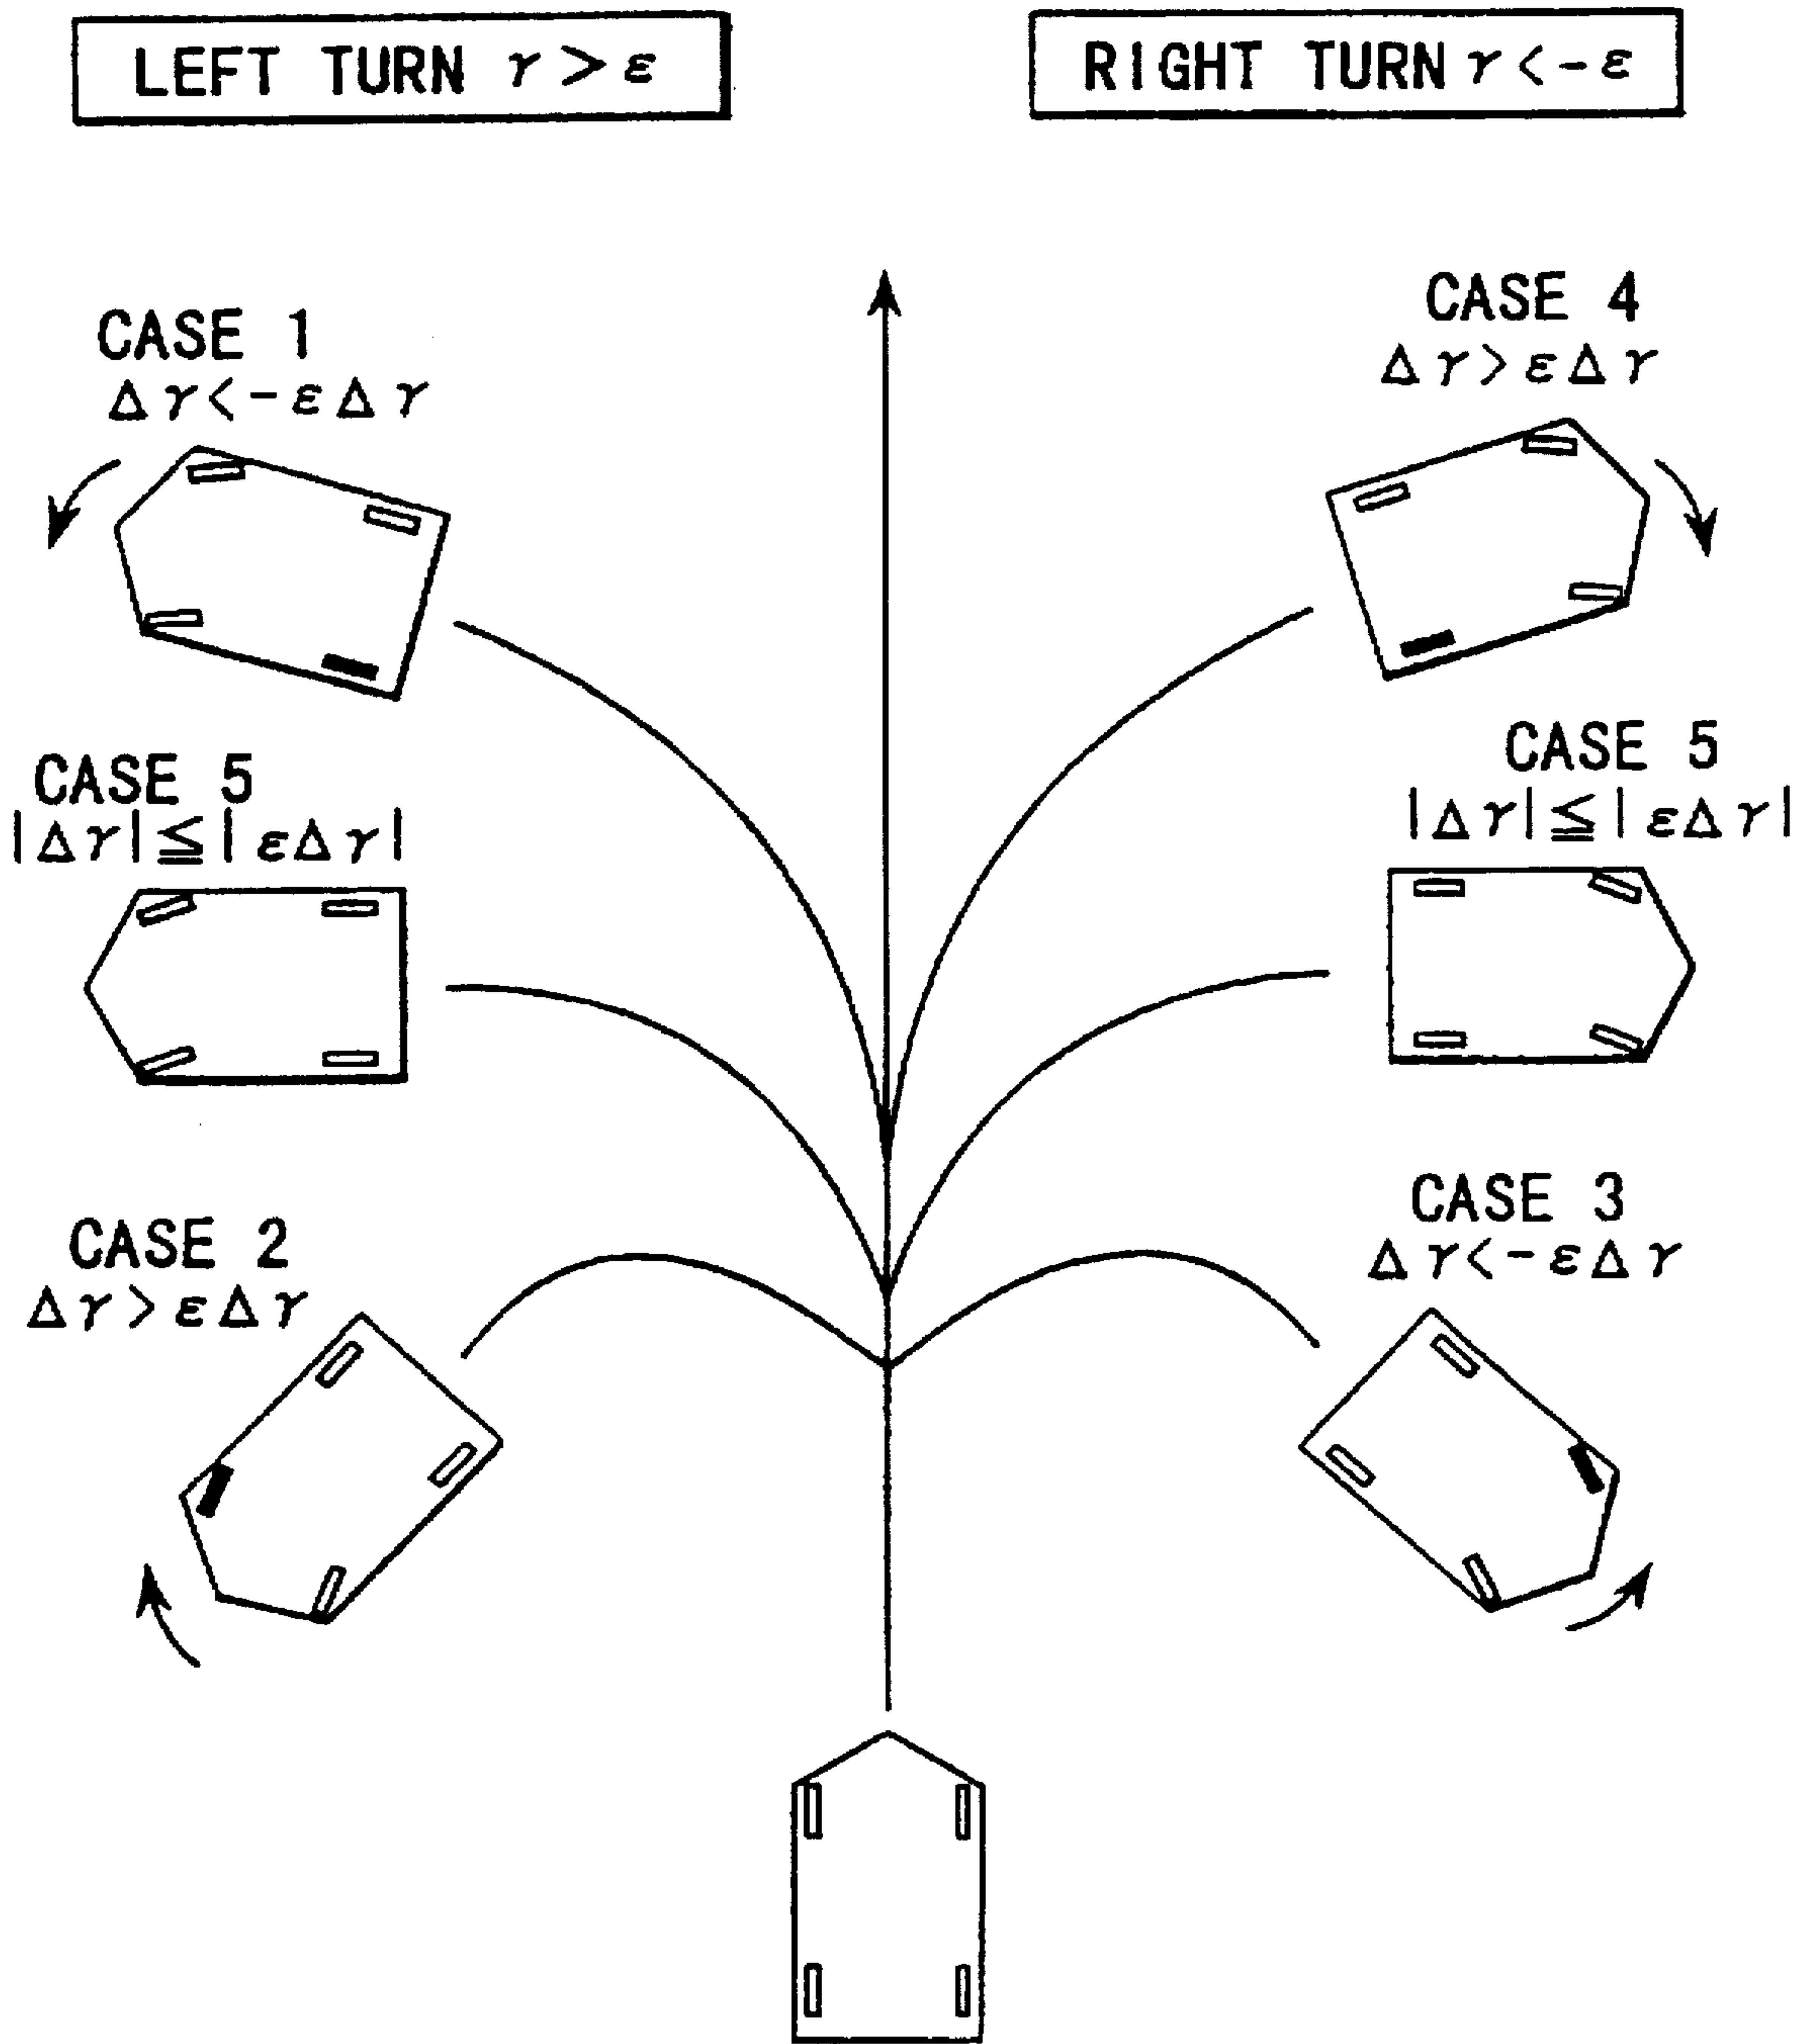 LEFT TURN γ > ε
RIGHT TURN γ < -ε
CASE 1
Δγ < -εΔγ
CASE 4
Δγ > εΔγ
CASE 5
|Δγ| ≦ |εΔγ|
CASE 5
|Δγ| ≦ |εΔγ|
CASE 2
Δγ > εΔγ
CASE 3
Δγ < -εΔγ